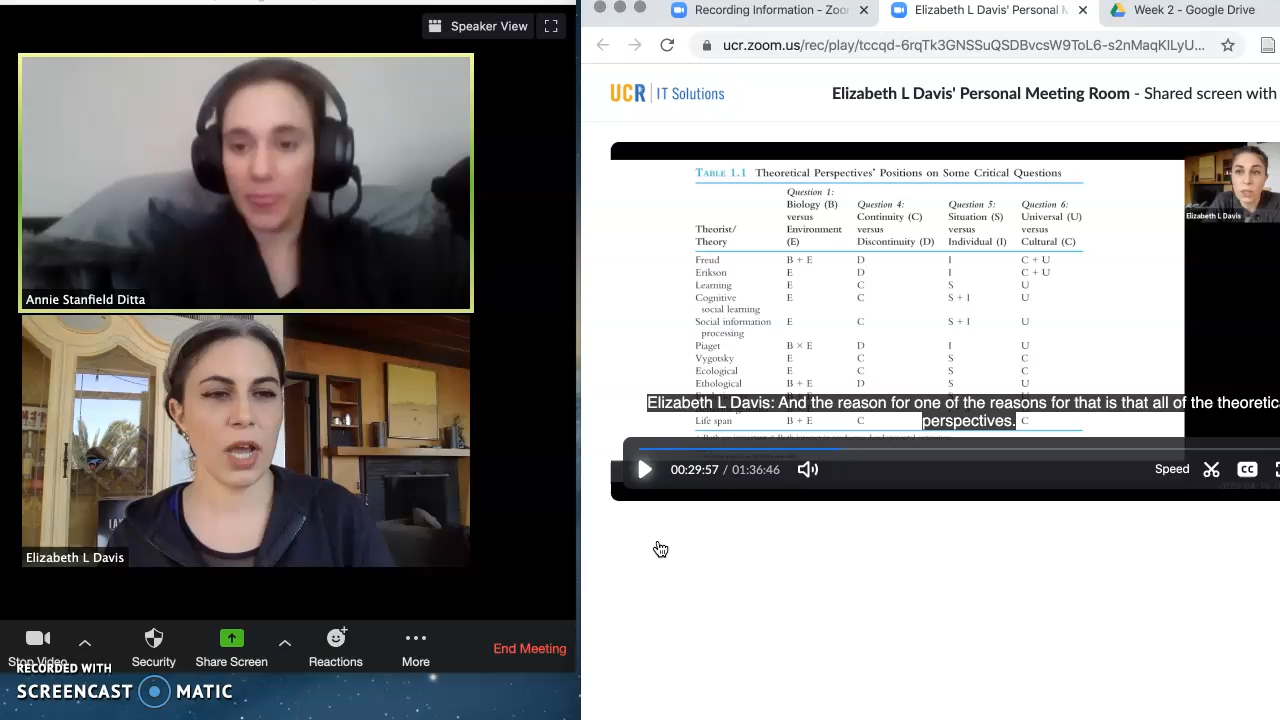 Speaker View
Annie Stanfield Ditta
Elizabeth L Davis
Stop Video
Security
Share Screen
Reactions
More
End Meeting
RECORDED WITH
SCREENCAST MATIC
Recording Information - Zoo
Elizabeth L Davis' Personal M
Week 2 - Google Drive
ucr.zoom.us/rec/play/tccqd-6rqTk3GNSSuQSDBvcsW9ToL6-s2nMaqKlLyU...
UCR IT Solutions
Elizabeth L Davis' Personal Meeting Room - Shared screen with
TABLE 1.1 Theoretical Perspectives' Positions on Some Critical Questions
Question 1:
Biology (B) Question 4: Question 5: Question 6:
versus Continuity (C) Situation (S) Universal (U)
Theorist/ Environment versus versus versus
Theory (E) Discontinuity (D) Individual (I) Cultural (C)
Freud B + E D I C + U
Erikson E D I C + U
Learning E C S U
Cognitive E C S + I U
social learning
Social information E C S + I U
processing
Piaget B × E D I U
Vygotsky E C S C
Ecological E C S C
Ethological B + E D S U
Life span B + E C C
Elizabeth L Davis
Elizabeth L Davis: And the reason for one of the reasons for that is that all of the theoretic
perspectives.
00:29:57 / 01:36:46
Speed
CC